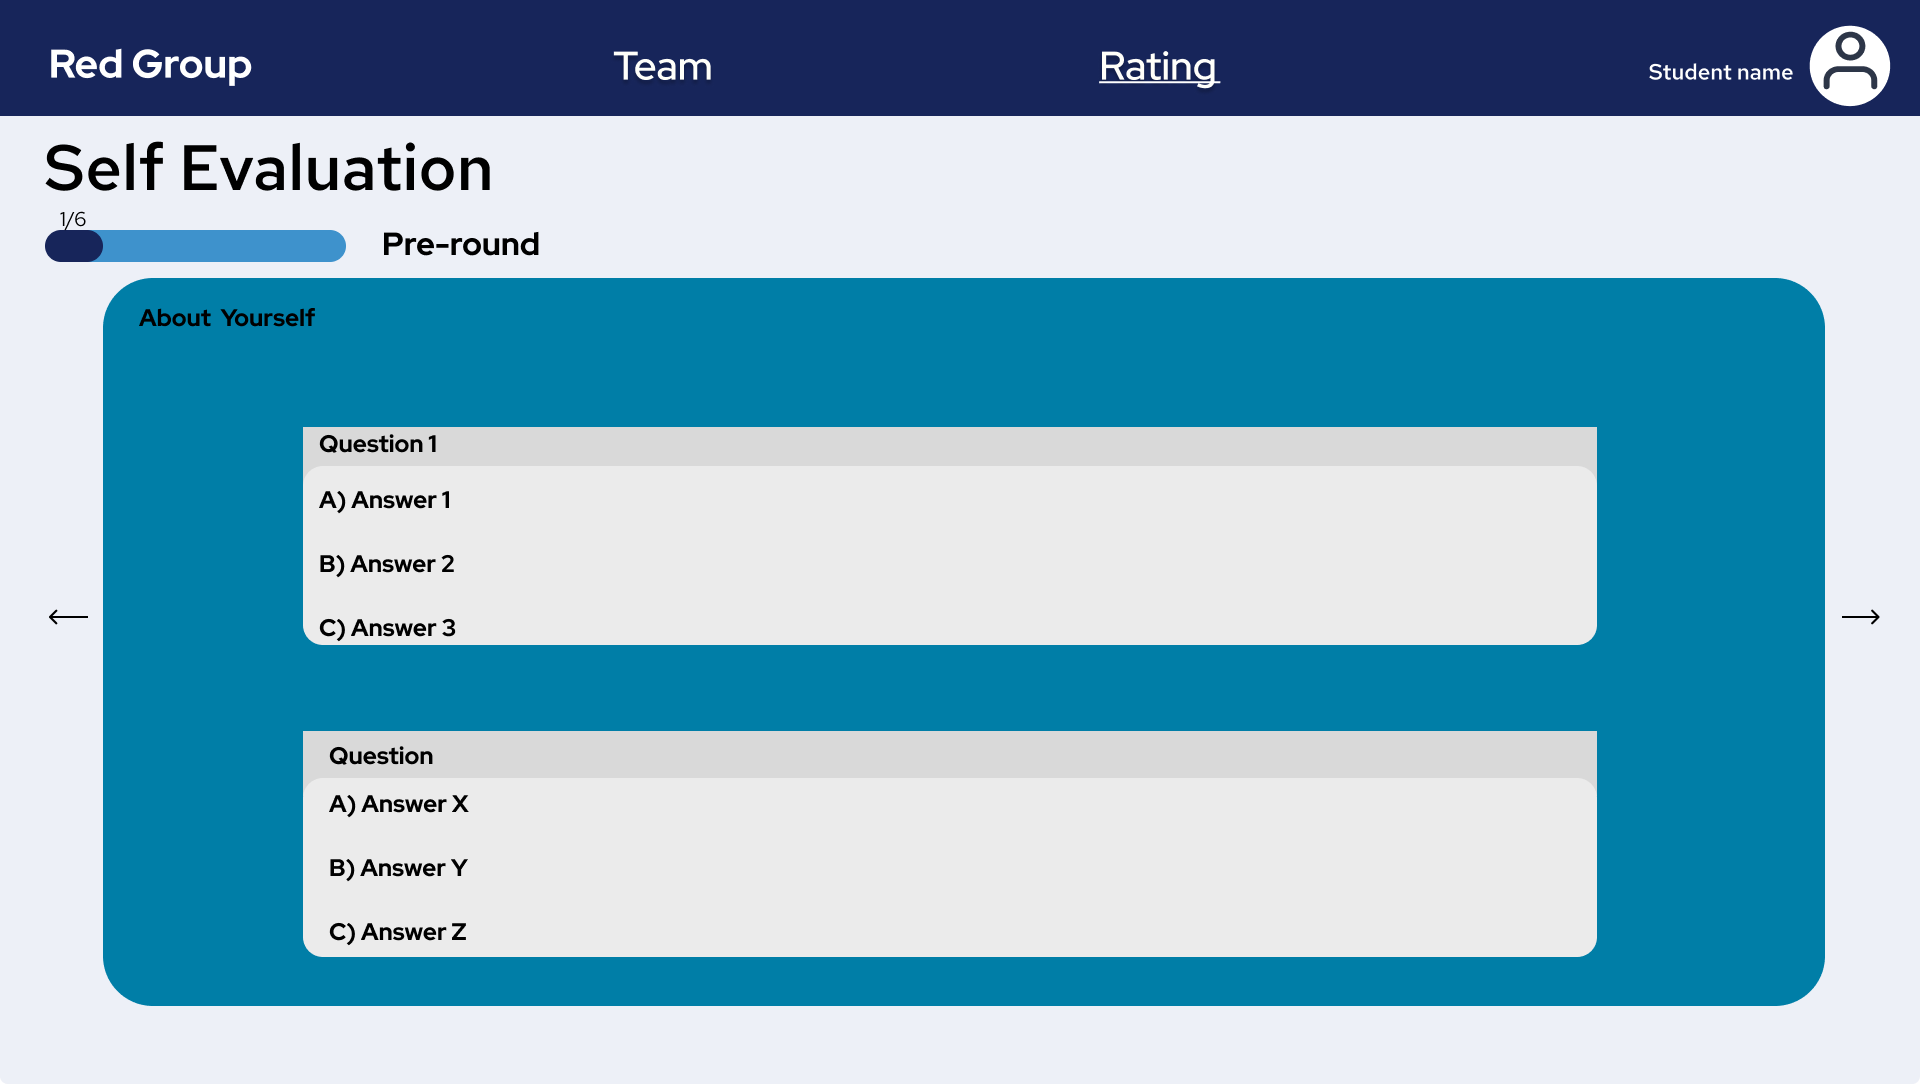 Red Group
Team
Rating
Student name
Self Evaluation
1/6
Pre-round
About Yourself
Question 1
A) Answer 1
B) Answer 2
C) Answer 3
Question
A) Answer X
B) Answer Y
C) Answer Z